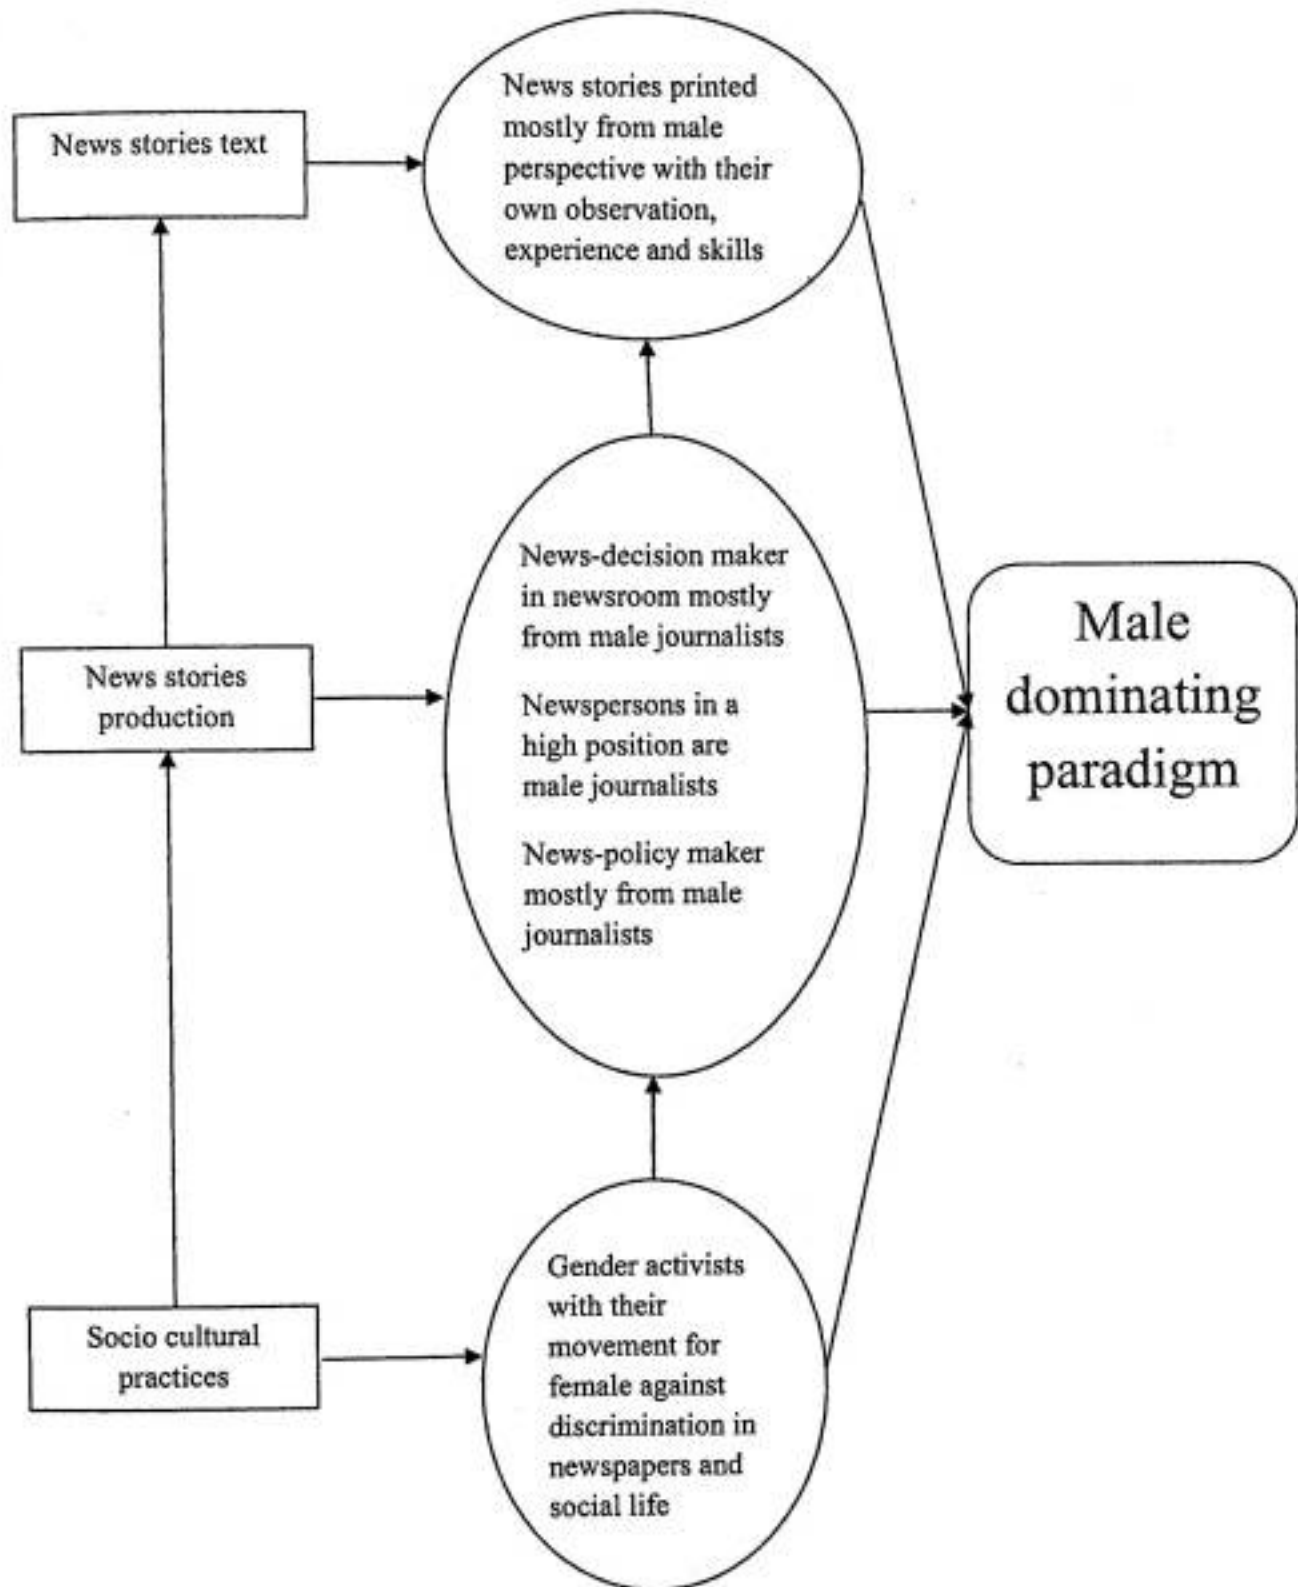 News stories text
News stories printed
mostly from male
perspective with their
own observation,
experience and skills
News stories
production
News-decision maker
in newsroom mostly
from male journalists
Newspersons in a
high position are
male journalists
News-policy maker
mostly from male
journalists
Male
dominating
paradigm
Socio cultural
practices
Gender activists
with their
movement for
female against
discrimination in
newspapers and
social life